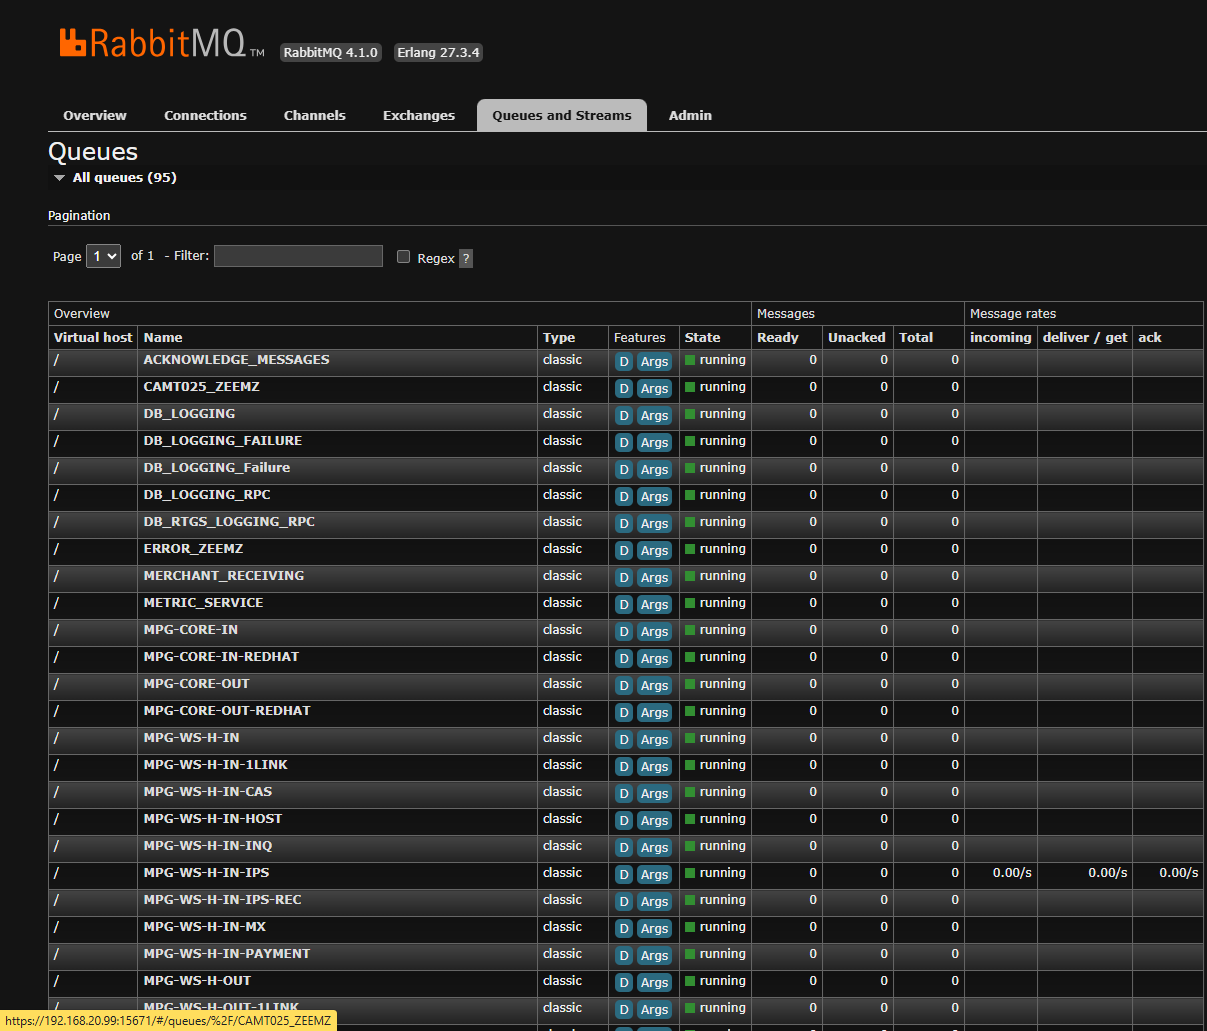 RabbitMQ TM RabbitMQ 4.1.0 Erlang 27.3.4
Overview Connections Channels Exchanges Queues and Streams Admin
Queues
All queues (95)
Pagination
Page 1 of 1 - Filter: Regex ?
Overview Messages Message rates
Virtual host Name Type Features State Ready Unacked Total incoming deliver / get ack
/ ACKNOWLEDGE_MESSAGES classic D Args running 0 0 0
/ CAMT025_ZEEMZ classic D Args running 0 0 0
/ DB_LOGGING classic D Args running 0 0 0
/ DB_LOGGING_FAILURE classic D Args running 0 0 0
/ DB_LOGGING_Failure classic D Args running 0 0 0
/ DB_LOGGING_RPC classic D Args running 0 0 0
/ DB_RTGS_LOGGING_RPC classic D Args running 0 0 0
/ ERROR_ZEEMZ classic D Args running 0 0 0
/ MERCHANT_RECEIVING classic D Args running 0 0 0
/ METRIC_SERVICE classic D Args running 0 0 0
/ MPG-CORE-IN classic D Args running 0 0 0
/ MPG-CORE-IN-REDHAT classic D Args running 0 0 0
/ MPG-CORE-OUT classic D Args running 0 0 0
/ MPG-CORE-OUT-REDHAT classic D Args running 0 0 0
/ MPG-WS-H-IN classic D Args running 0 0 0
/ MPG-WS-H-IN-1LINK classic D Args running 0 0 0
/ MPG-WS-H-IN-CAS classic D Args running 0 0 0
/ MPG-WS-H-IN-HOST classic D Args running 0 0 0
/ MPG-WS-H-IN-INQ classic D Args running 0 0 0
/ MPG-WS-H-IN-IPS classic D Args running 0 0 0 0.00/s 0.00/s 0.00/s
/ MPG-WS-H-IN-IPS-REC classic D Args running 0 0 0
/ MPG-WS-H-IN-MX classic D Args running 0 0 0
/ MPG-WS-H-IN-PAYMENT classic D Args running 0 0 0
/ MPG-WS-H-OUT classic D Args running 0 0 0
/ MPG-WS-H-OUT-1LINK classic D Args running 0 0 0
https://192.168.20.99:15671/#/queues/%2F/CAMT025_ZEEMZ